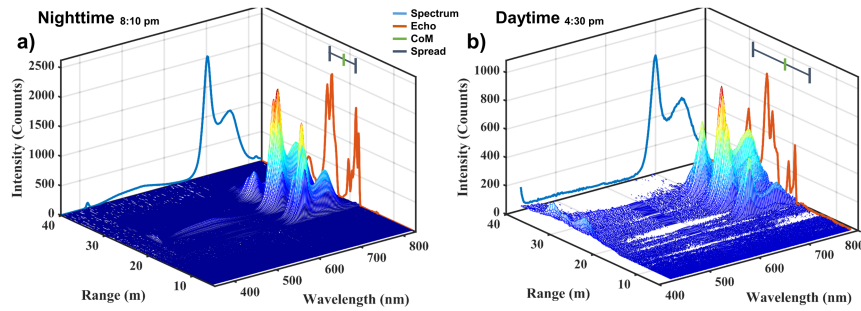 Nighttime 8:10 pm
a)
Spectrum
Echo
CoM
Spread
Daytime 4:30 pm
b)
Intensity (Couunts)
2500
2000
1500
1000
500
0
40
30
20
10
Range (m)
400
500
600
700
800
Wavelength (nm)
Intensity (Couunts)
1000
800
600
400
200
0
40
30
20
10
Range (m)
400
500
600
700
800
Wavelength (nm)